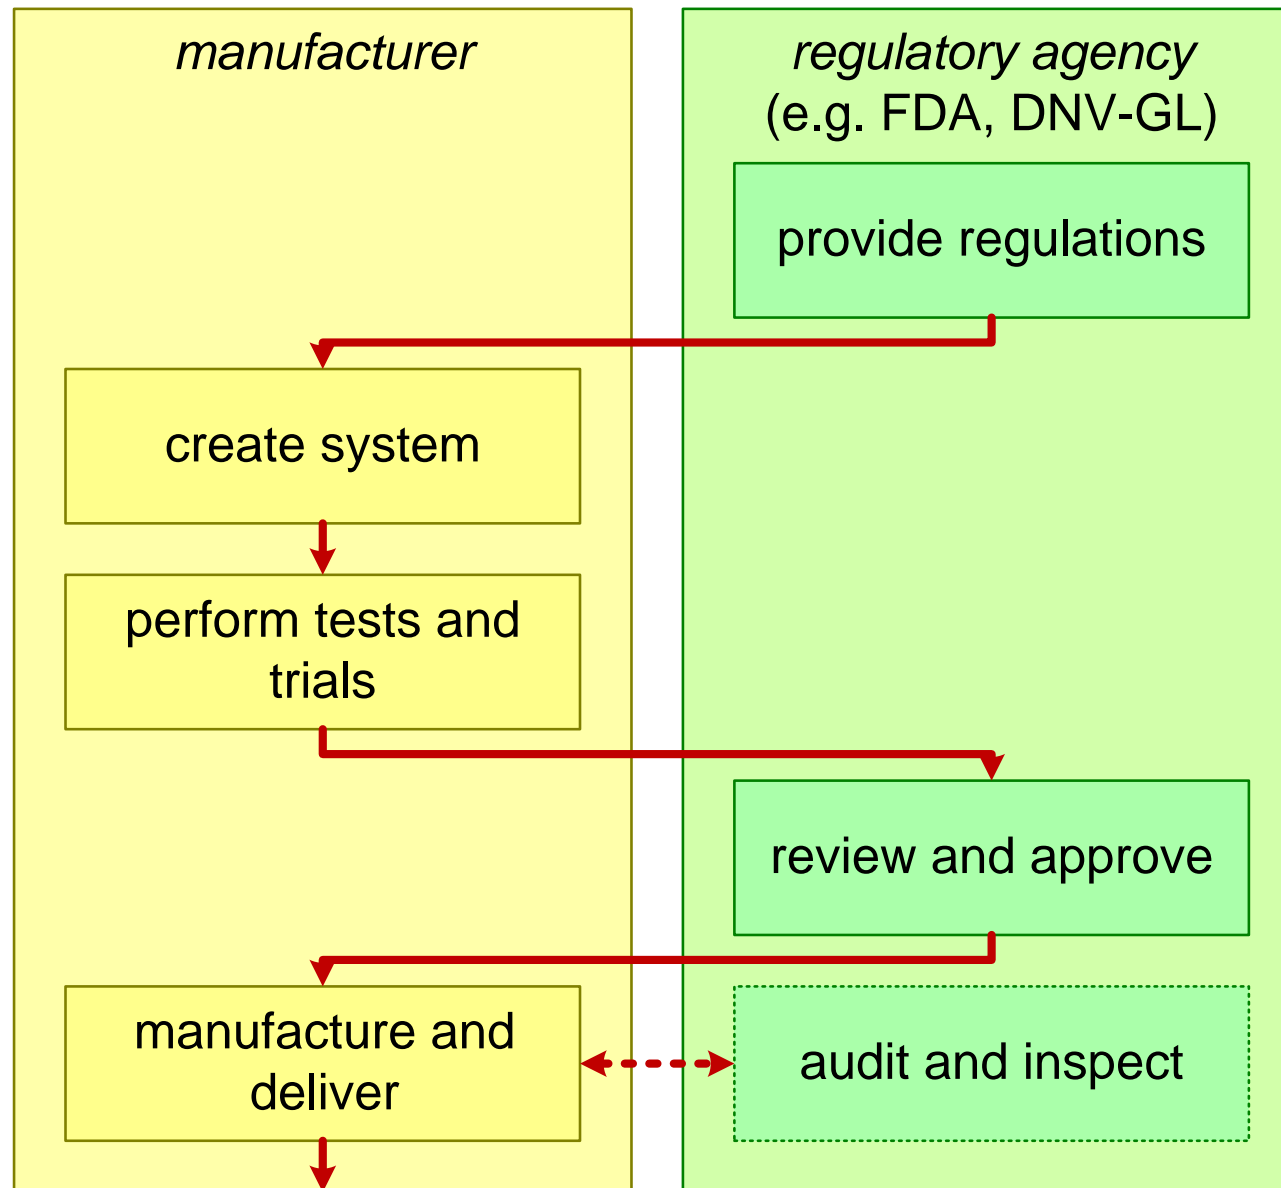 manufacturer
regulatory agency
(e.g. FDA, DNV-GL)
provide regulations
create system
perform tests and
trials
review and approve
manufacture and
deliver
audit and inspect